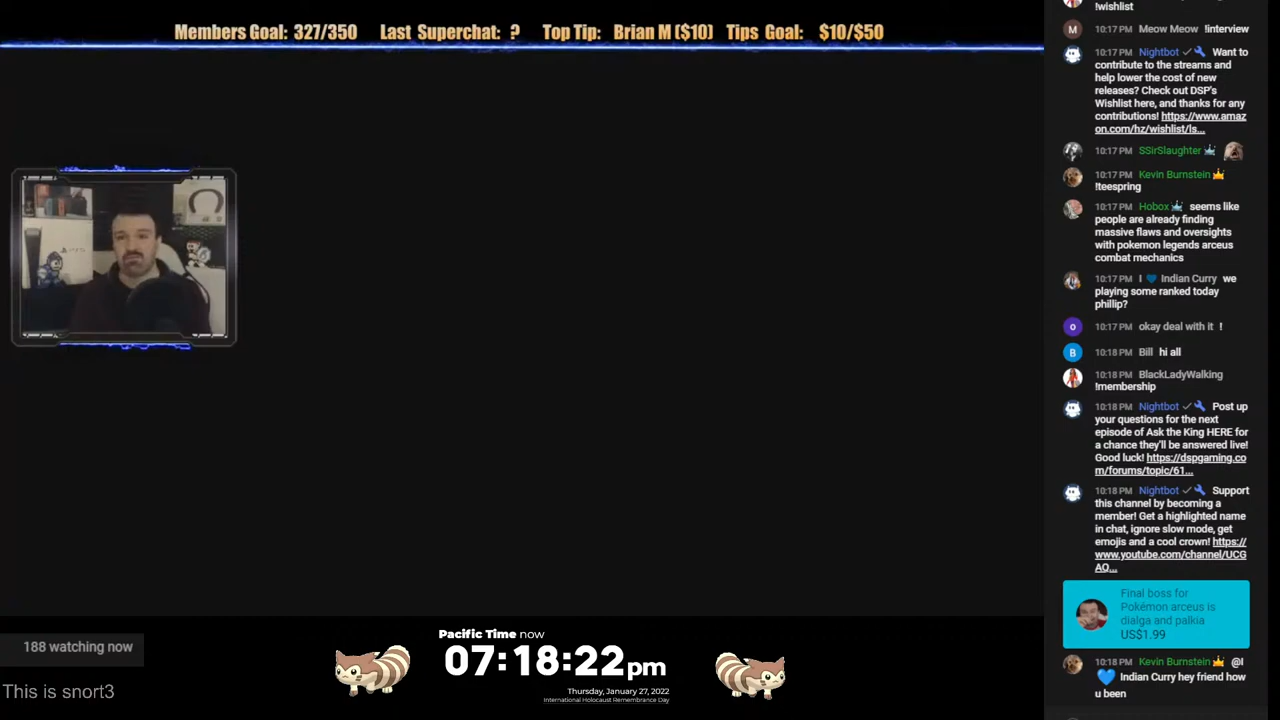 Members Goal: 327/350 Last Superchat: ? Top Tip: Brian M ($10) Tips Goal: $10/$50
!wishlist
M 10:17 PM Meow Meow !interview
10:17 PM Nightbot Want to
contribute to the streams and
help lower the cost of new
releases? Check out DSP's
Wishlist here, and thanks for any
contributions! https://www.amaz
on.com/hz/wishlist/ls...
10:17 PM SSirSlaughter
10:17 PM Kevin Burnstein
!teespring
10:17 PM Hobox seems like
people are already finding
massive flaws and oversights
with pokemon legends arceus
combat mechanics
10:17 PM I 💙 Indian Curry we
playing some ranked today
phillip?
o 10:17 PM okay deal with it !
B 10:18 PM Bill hi all
10:18 PM BlackLadyWalking
!membership
10:18 PM Nightbot Post up
your questions for the next
episode of Ask the King HERE for
a chance they'll be answered live!
Good luck! https://dspgaming.co
m/forums/topic/61...
10:18 PM Nightbot Support
this channel by becoming a
member! Get a highlighted name
in chat, ignore slow mode, get
emojis and a cool crown! https://
www.youtube.com/channel/UCG
AQ...
Final boss for
Pokémon arceus is
dialga and palkia
US$1.99
10:18 PM Kevin Burnstein @I
💙 Indian Curry hey friend how
u been
188 watching now
This is snort3
Pacific Time now
07:18:22pm
Thursday, January 27, 2022
International Holocaust Remembrance Day